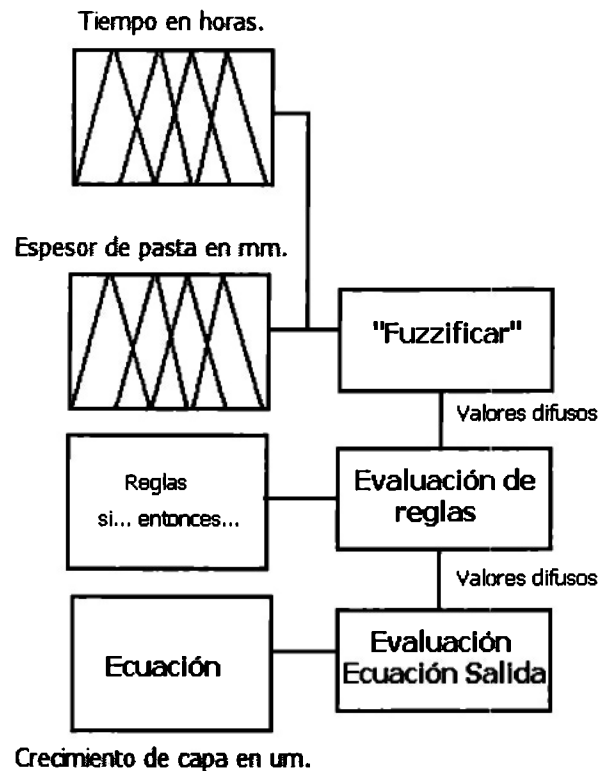 Tiempo en horas.
Espesor de pasta en mm.
"Fuzzificar"
Valores difusos
Reglas
si... entonces...
Evaluación de
reglas
Valores difusos
Ecuación
Evaluación
Ecuación Salida
Crecimiento de capa en um.